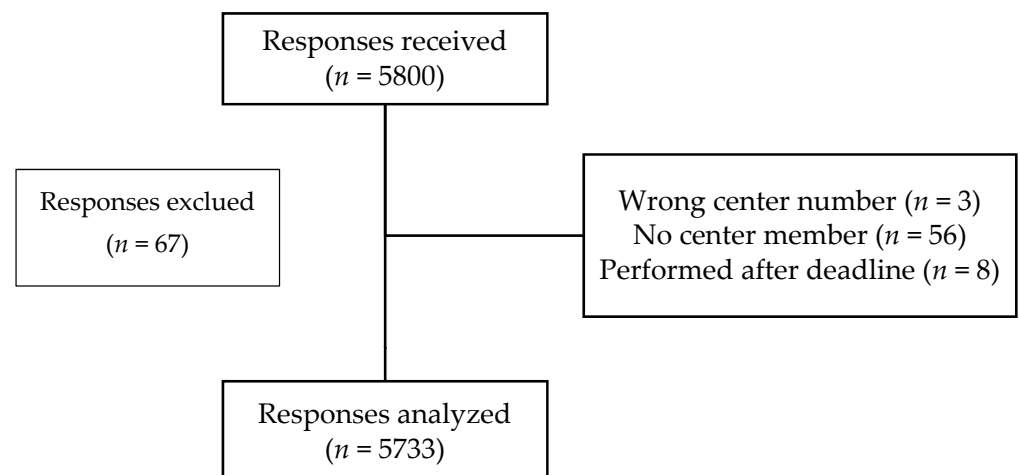 Responses received
(n = 5800)
Responses exclued
(n = 67)
Wrong center number (n = 3)
No center member (n = 56)
Performed after deadline (n = 8)
Responses analyzed
(n = 5733)